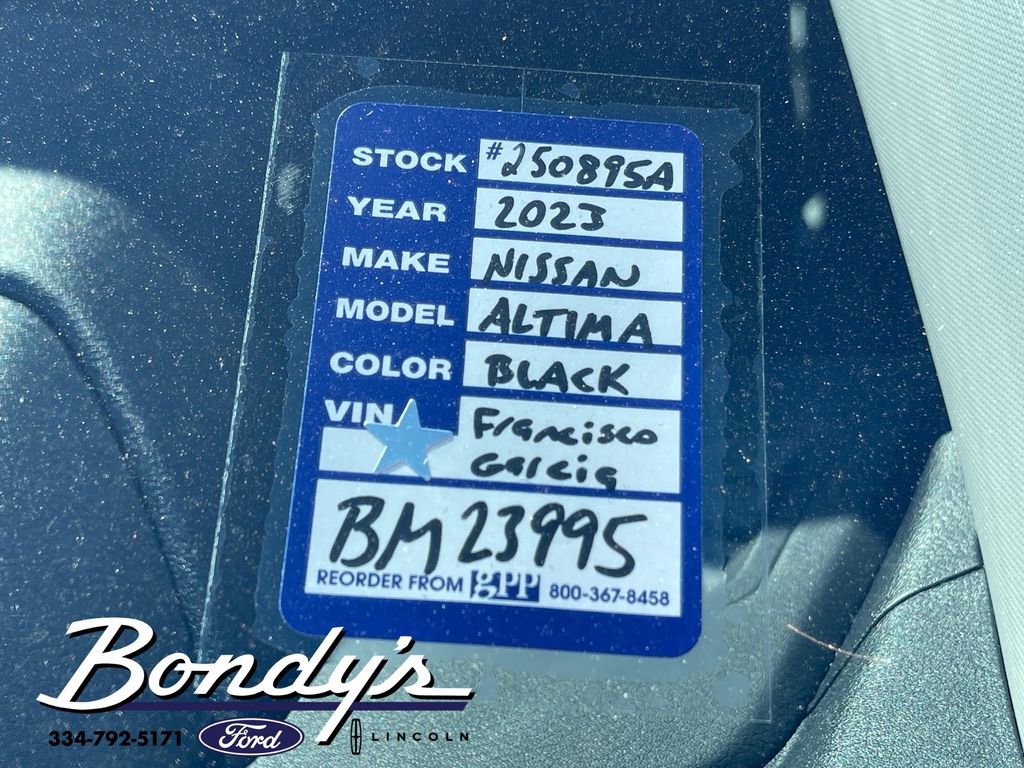 STOCK #250895A
YEAR 2023
MAKE NISSAN
MODEL ALTIMA
COLOR BLACK
VIN Francisco
Garcia
BM 23995
REORDER FROM gPP 800-367-8458
Bondy's
334-792-5171 Ford LINCOLN